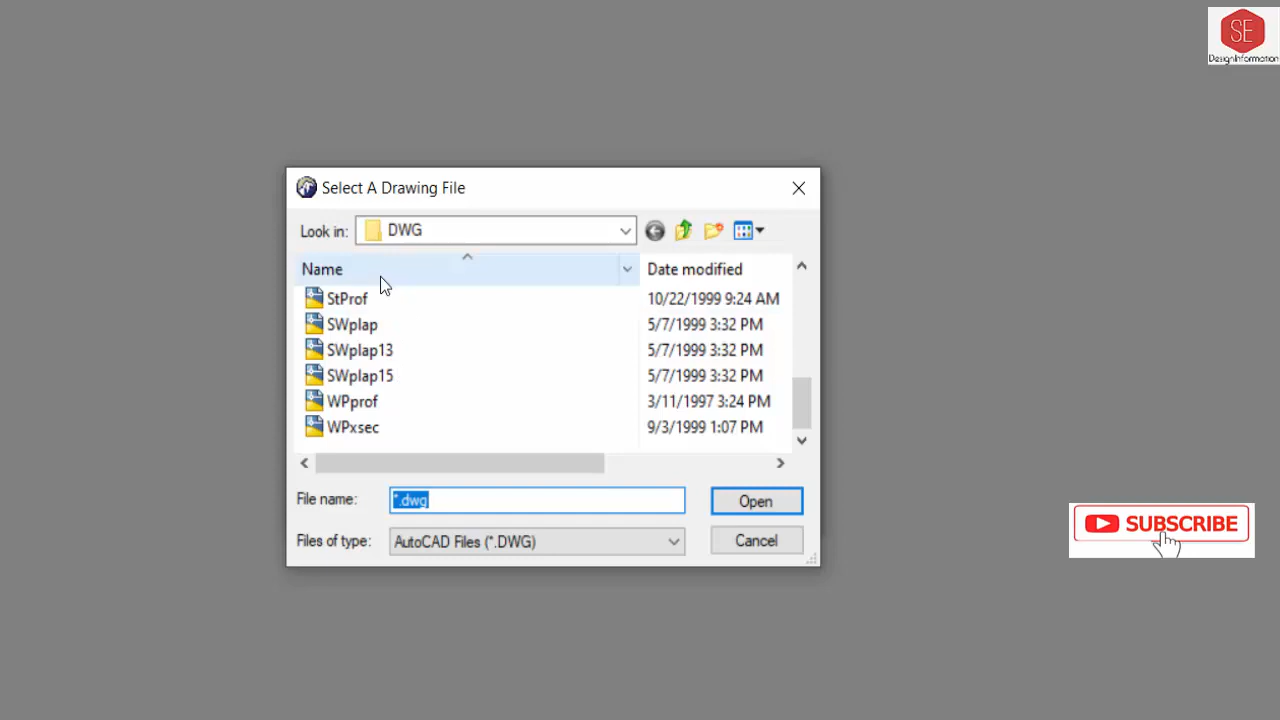 SE
DesignInformation
Select A Drawing File
Look in: DWG
Name Date modified
StProf 10/22/1999 9:24 AM
SWplap 5/7/1999 3:32 PM
SWplap13 5/7/1999 3:32 PM
SWplap15 5/7/1999 3:32 PM
WPprof 3/11/1997 3:24 PM
WPxsec 9/3/1999 1:07 PM
File name: *.dwg Open
Files of type: AutoCAD Files (*.DWG) Cancel
SUBSCRIBE